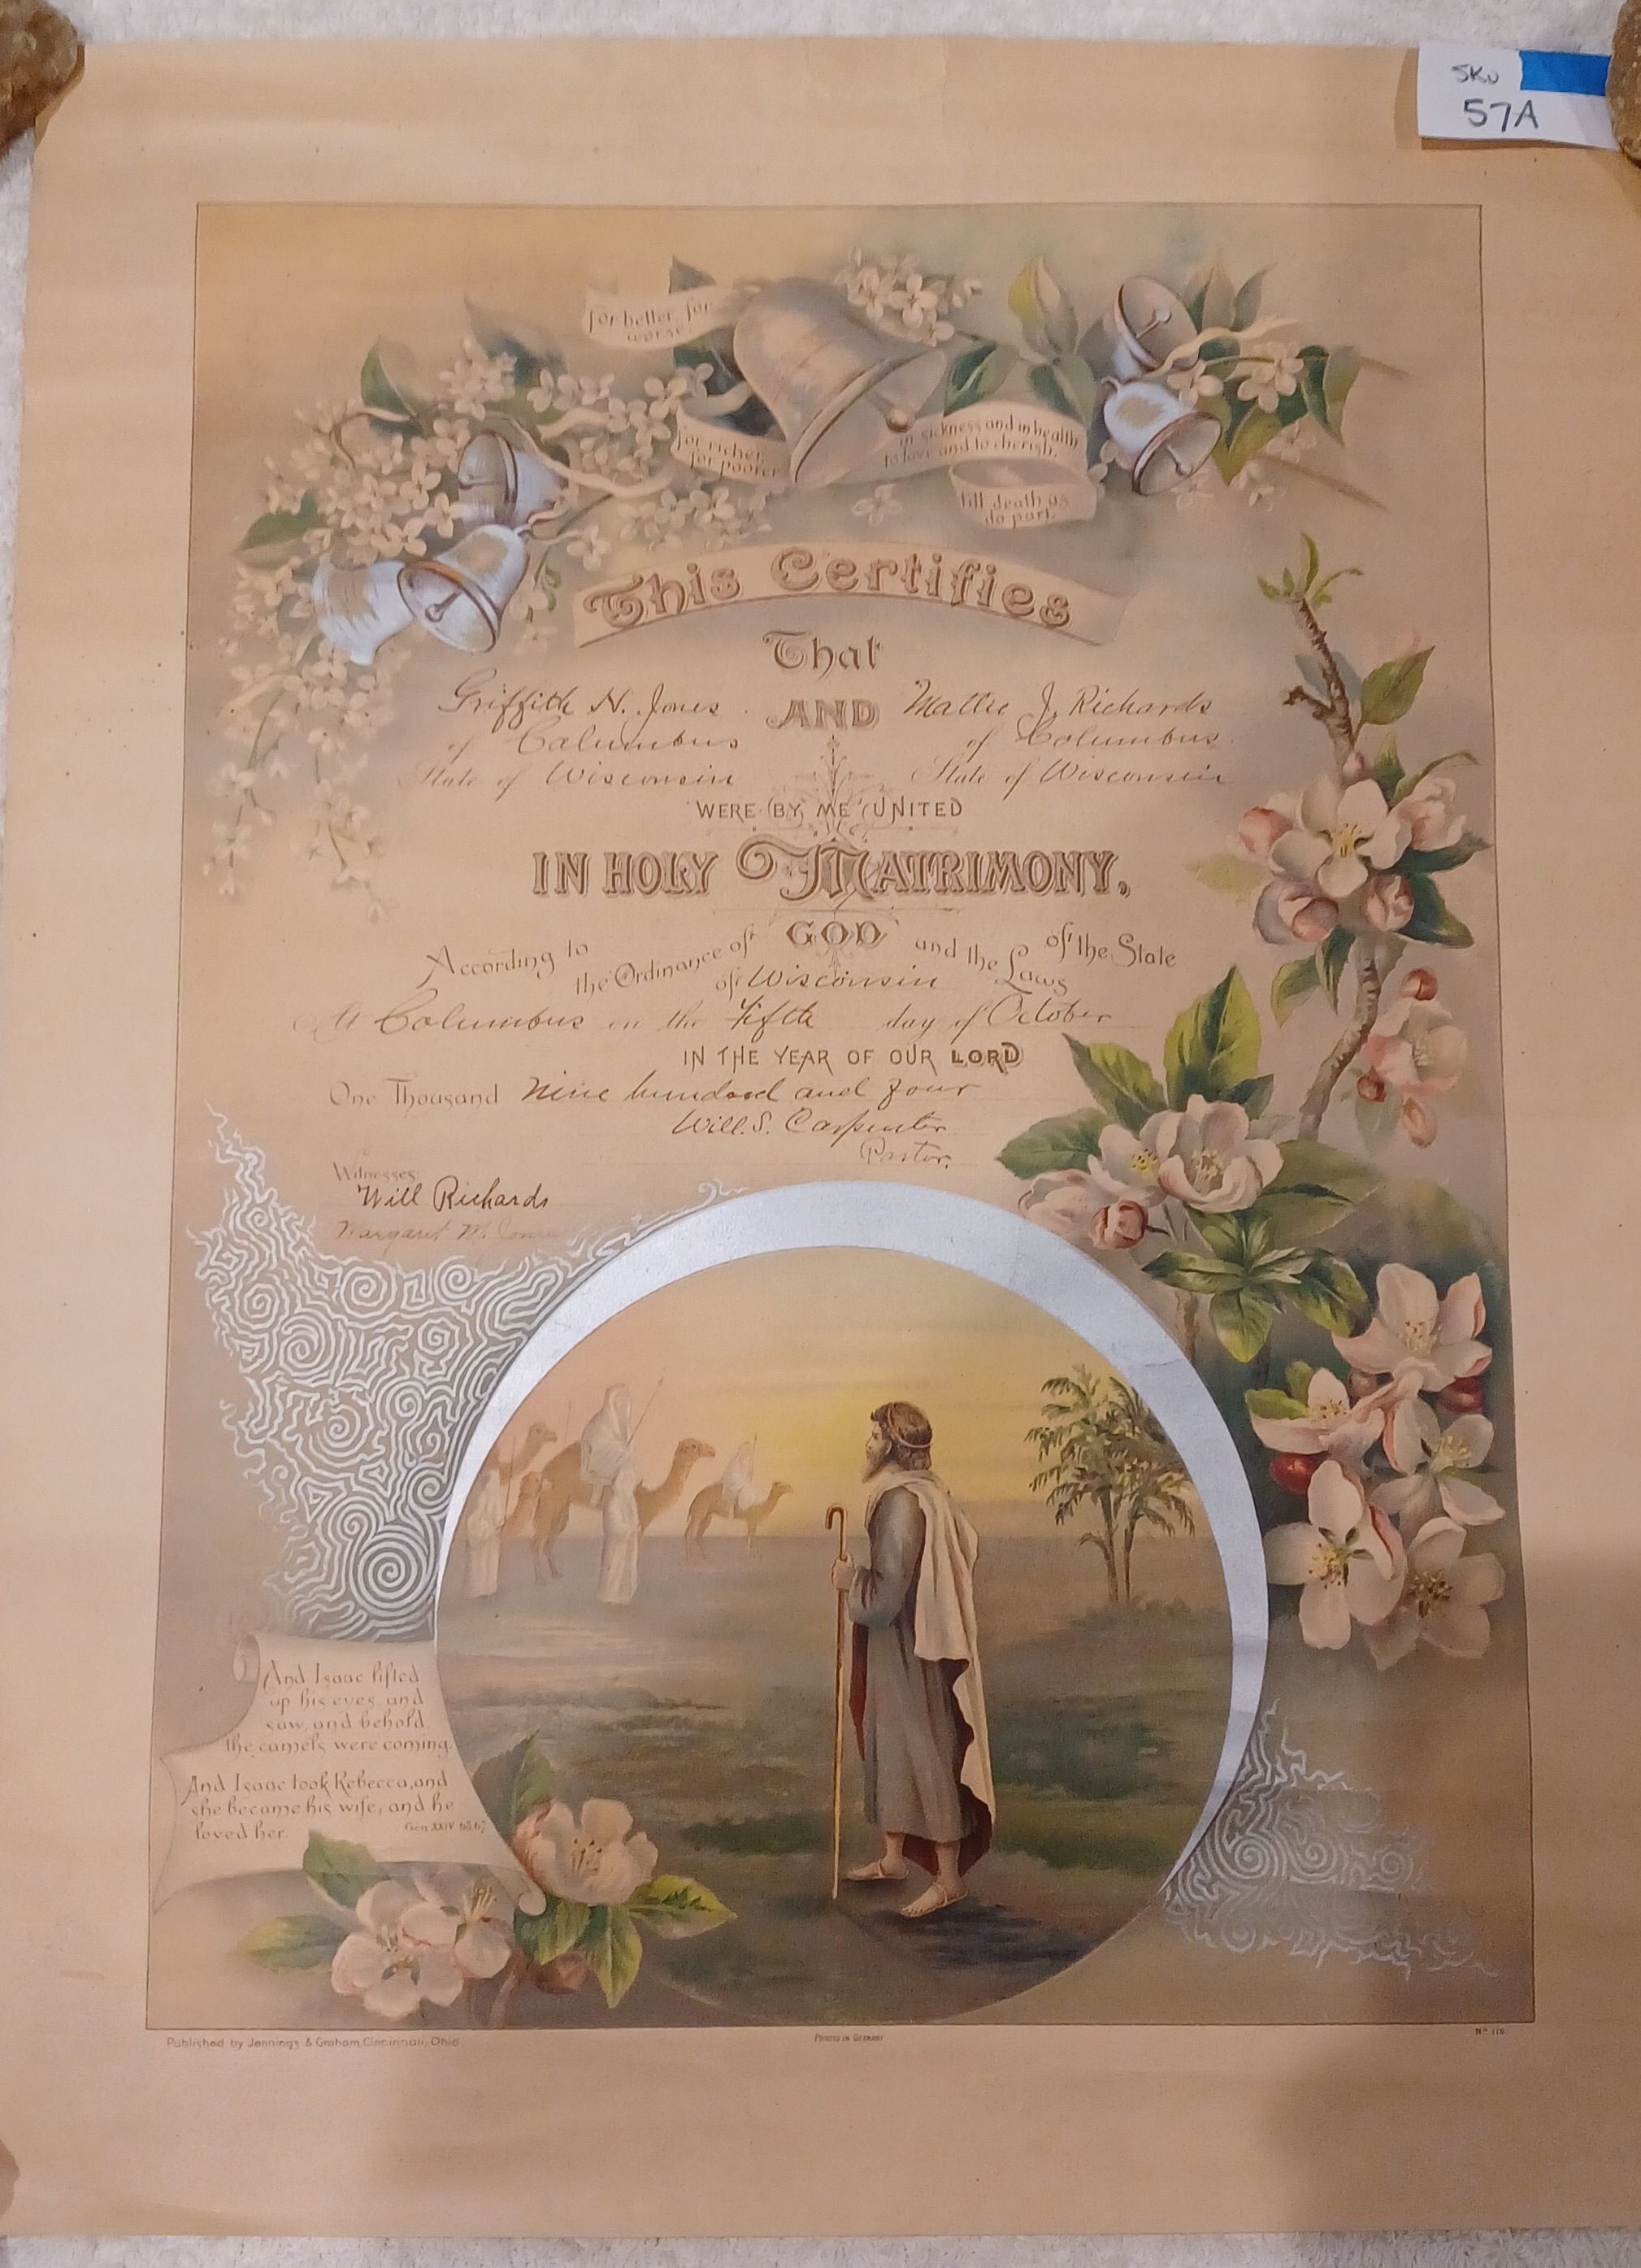 SKU
57A
for better, for
worse.
for richer,
for poorer
in sickness and in health
to love and to cherish,
till death us
do part.
This Certifies
That
Griffith N. Jones AND Mattie J. Richards
of Columbus of Columbus
State of Wisconsin State of Wisconsin
WERE BY ME UNITED
IN HOLY MATRIMONY,
According to the Ordinance of GOD and the Laws of the State
of Wisconsin
At Columbus on the Fifth day of October
IN THE YEAR OF OUR LORD
One Thousand Nine hundred and four
Will. S. Carpenter
Pastor.
Witnesses:
Will Richards
Margaret M. Jones
And Isaac lifted
up his eyes, and
saw, and behold,
the camels were coming.
And Isaac took Rebecca, and
she became his wife; and he
loved her. Gen. XXIV 63.67.
Published by Jennings & Graham, Cincinnati, Ohio.
PRINTED IN GERMANY
No 116